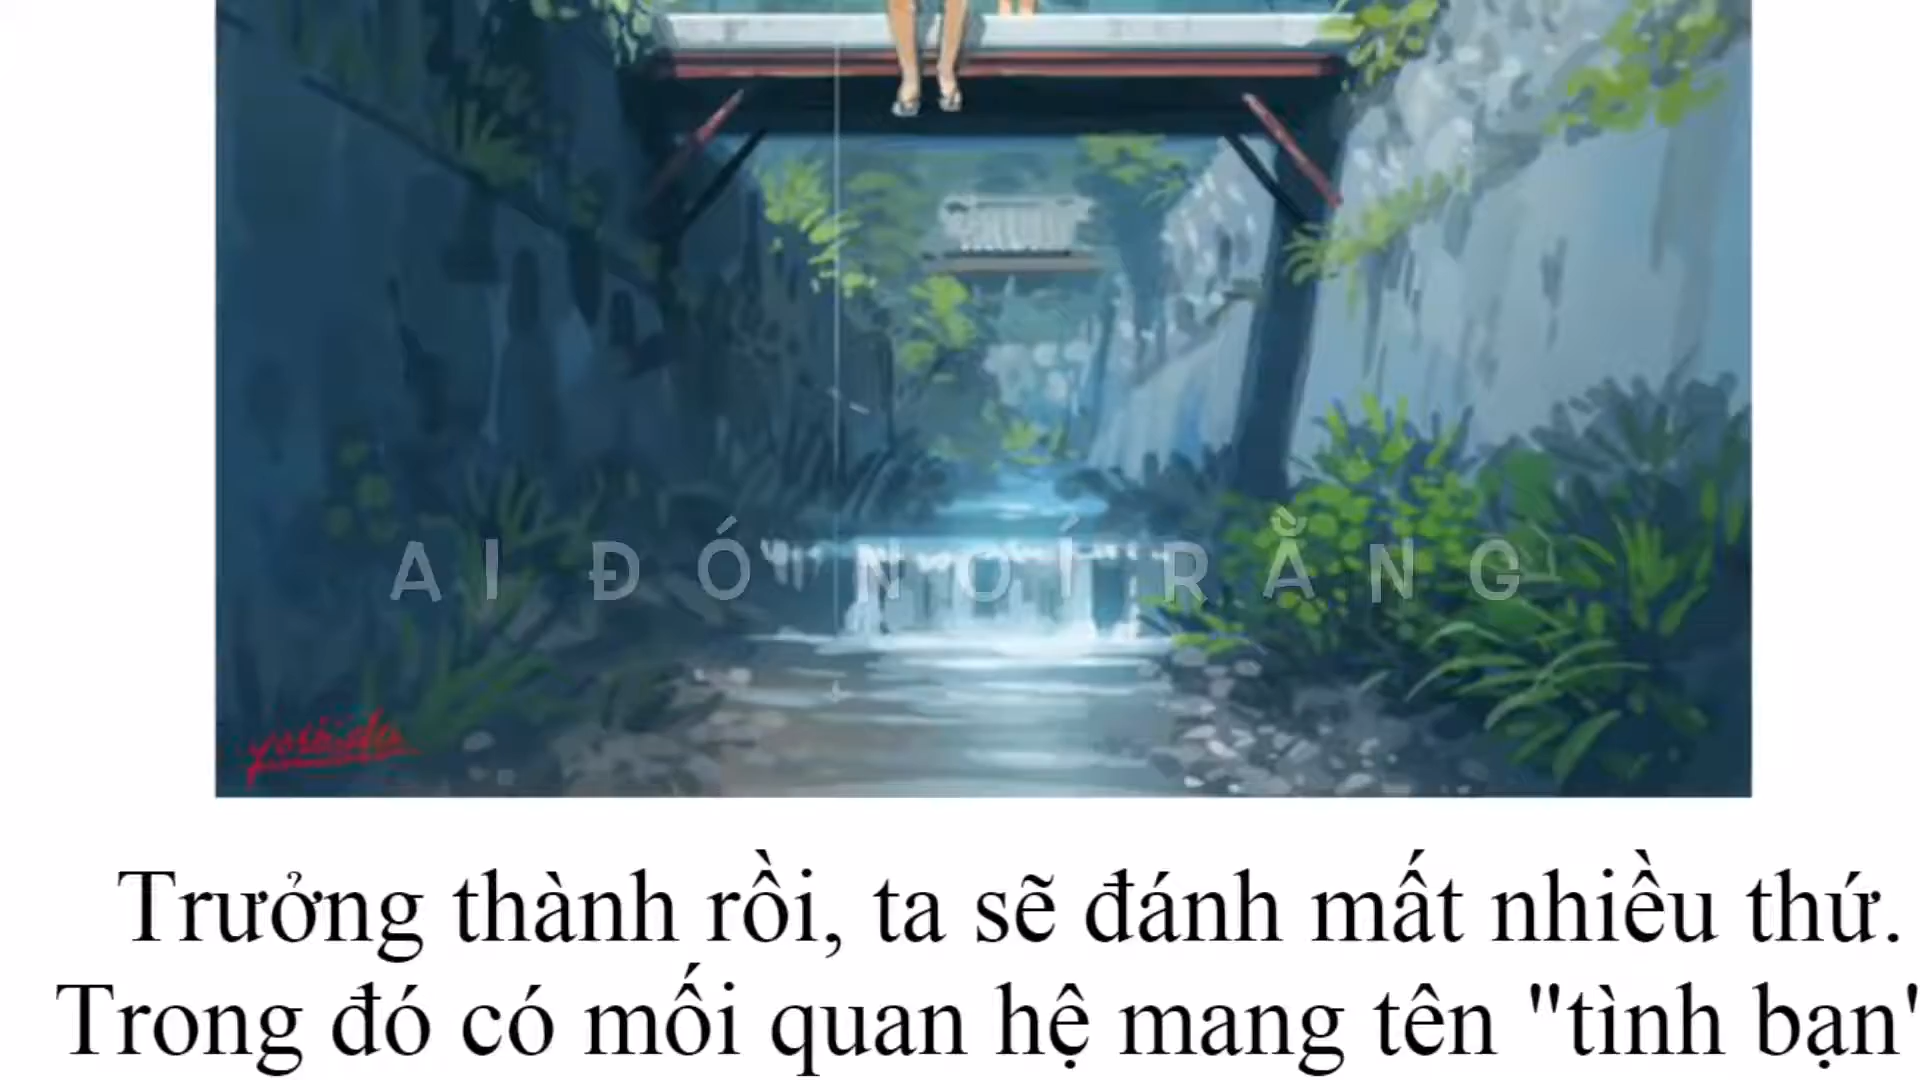 AI ĐÓ NOÍ RẰNG
Trưởng thành rồi, ta sẽ đánh mất nhiều thứ.
Trong đó có mối quan hệ mang tên "tình bạn"